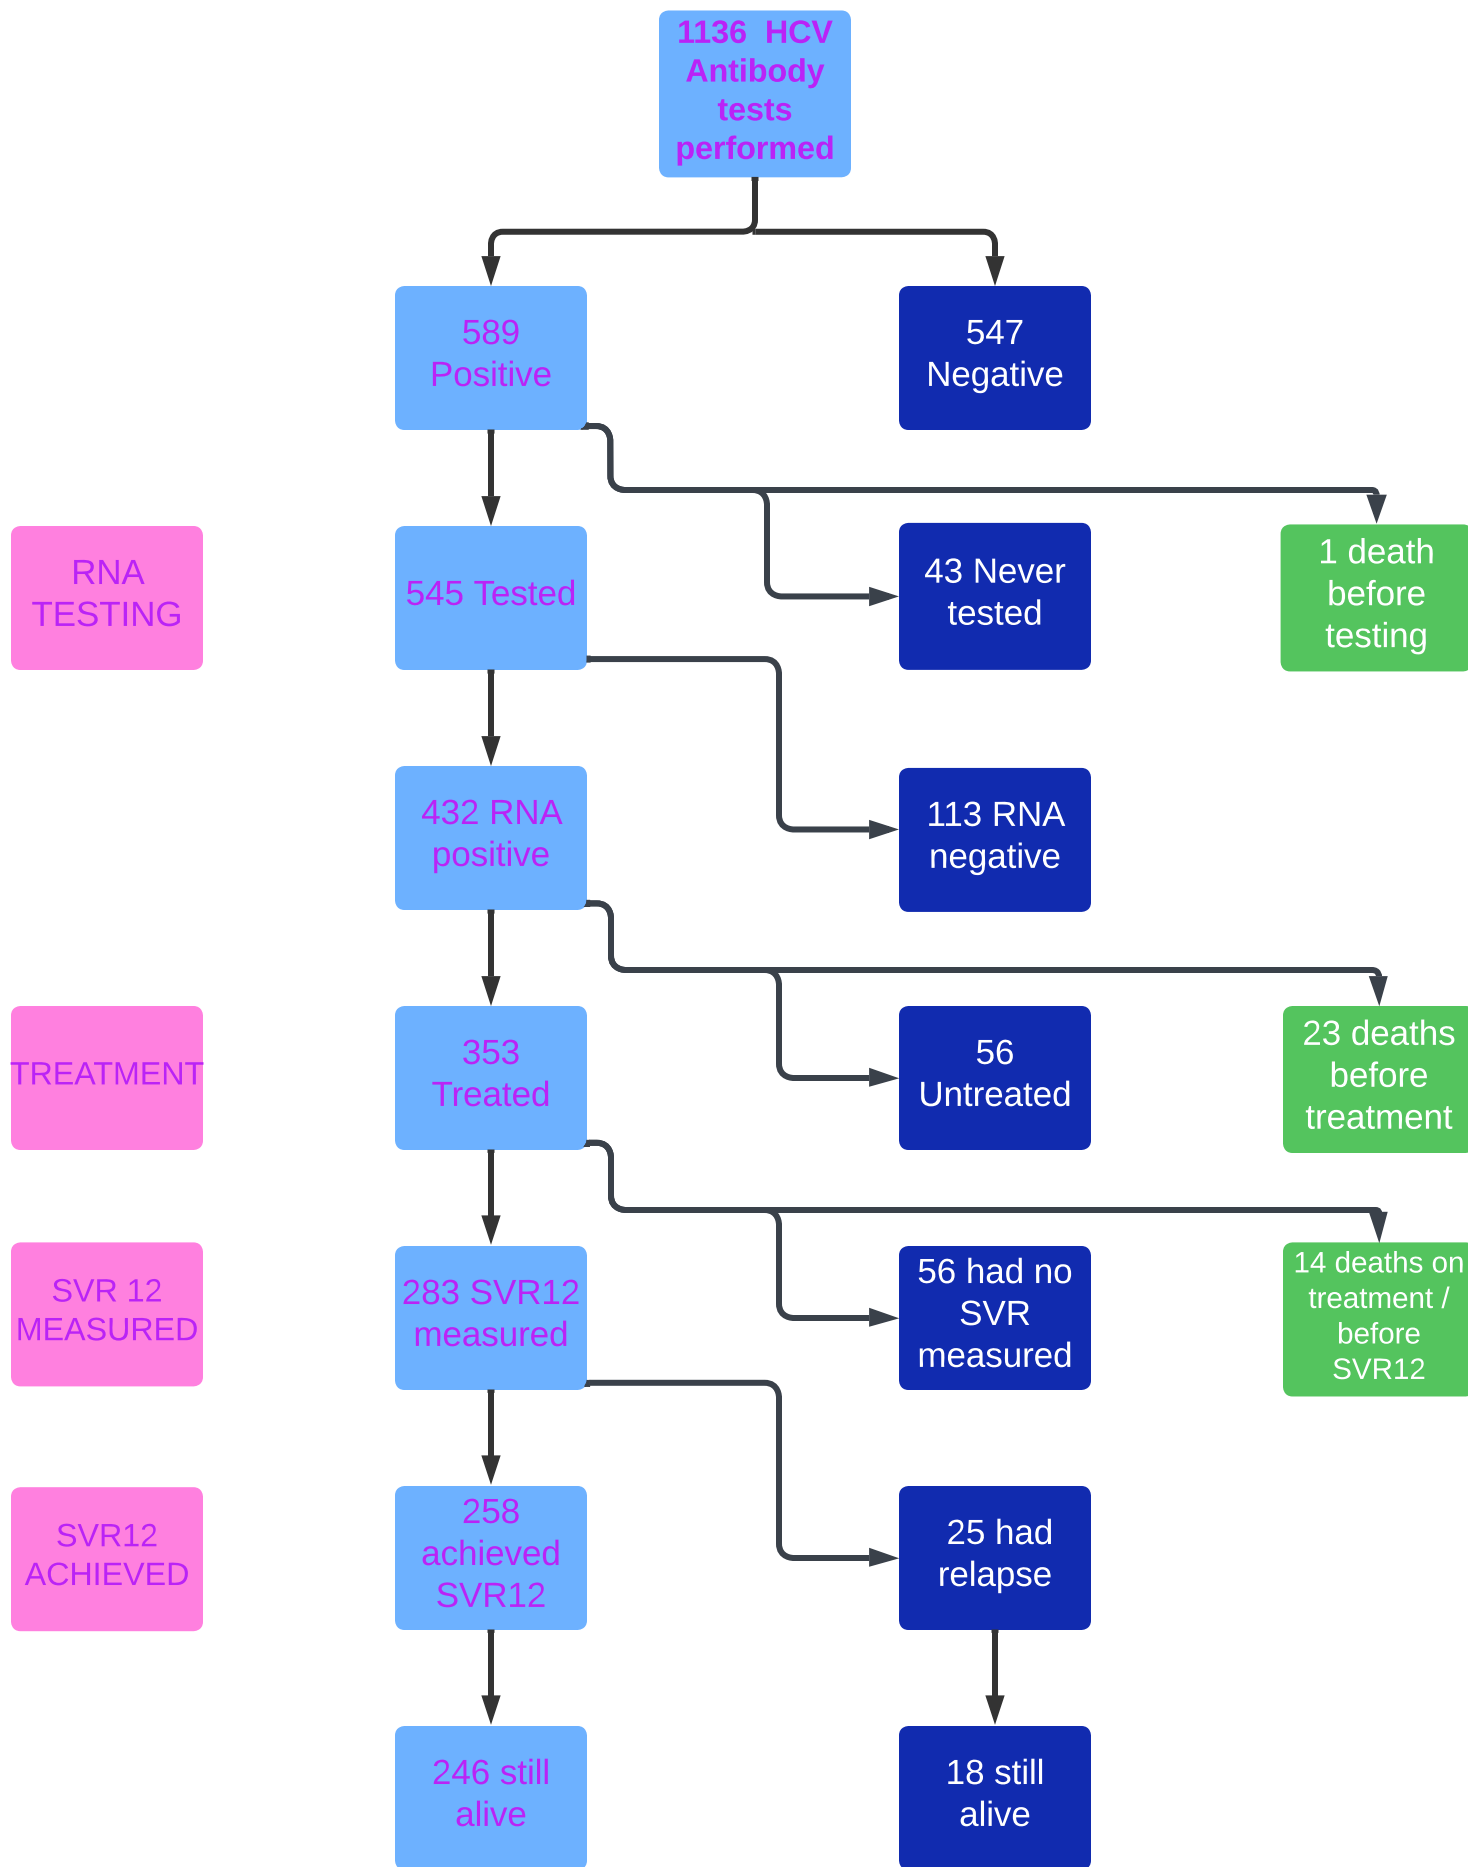 1136  HCV
Antibody
tests
performed
589
Positive
547
Negative
RNA
TESTING
545 Tested
43 Never
tested
1 death
before
testing
432 RNA
positive
113 RNA
negative
TREATMENT
353
Treated
56
Untreated
23 deaths
before
treatment
SVR 12
MEASURED
283 SVR12
measured
56 had no
SVR
measured
14 deaths on
treatment /
before
SVR12
SVR12
ACHIEVED
258
achieved
SVR12
25 had
relapse
246 still
alive
18 still
alive